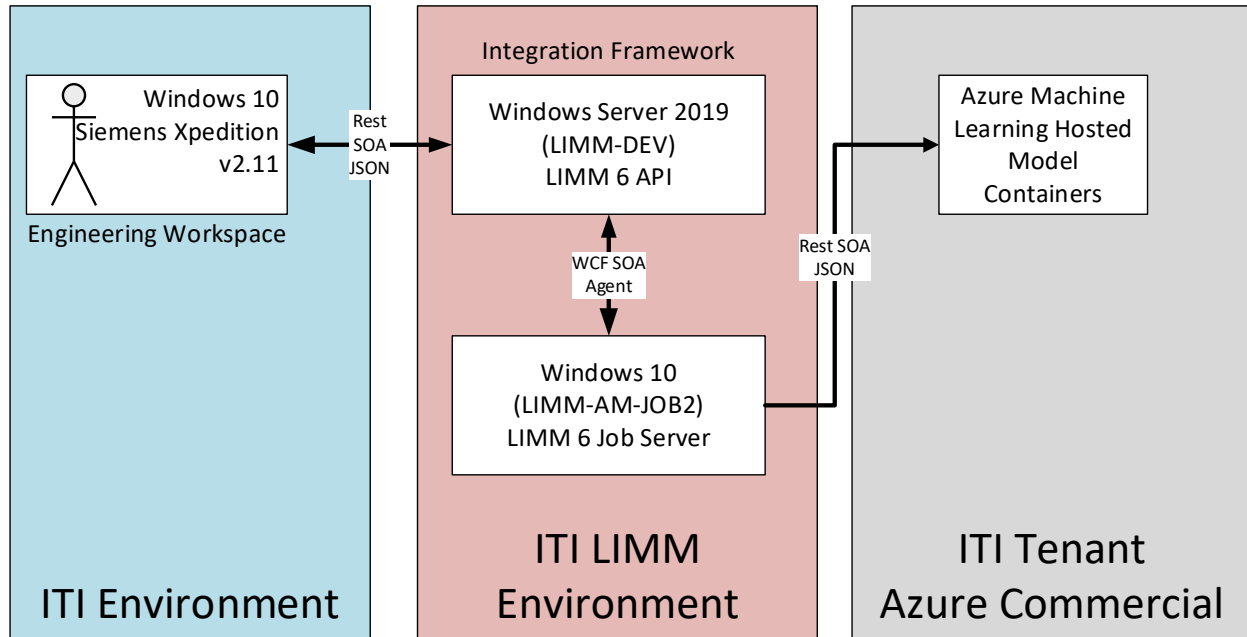 Windows 10
Siemens Xpedition
v2.11
Engineering Workspace
ITI Environment
Rest
SOA
JSON
Integration Framework
Windows Server 2019
(LIMM-DEV)
LIMM 6 API
WCF SOA
Agent
Windows 10
(LIMM-AM-JOB2)
LIMM 6 Job Server
ITI LIMM
Environment
Rest SOA
JSON
Azure Machine
Learning Hosted
Model
Containers
ITI Tenant
Azure Commercial